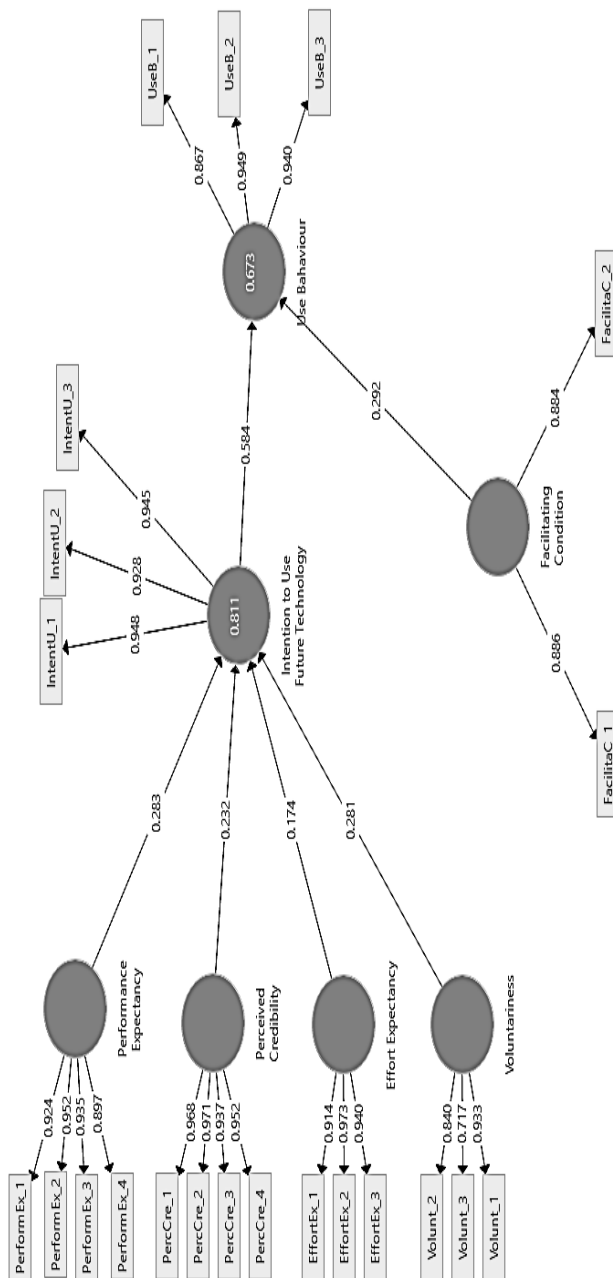 PerformEx_1
PerformEx_2
PerformEx_3
PerformEx_4
0.924
0.952
0.935
0.897
Performance
Expectancy
0.283
PercCre_1
PercCre_2
PercCre_3
PercCre_4
0.968
0.971
0.937
0.952
Perceived
Credibility
0.232
EffortEx_1
EffortEx_2
EffortEx_3
0.914
0.973
0.940
Effort Expectancy
0.174
Volunt_2
Volunt_3
Volunt_1
0.840
0.717
0.933
Voluntariness
0.281
IntentU_1
IntentU_2
IntentU_3
0.948
0.928
0.945
0.811
Intention to Use
Future Technology
0.584
UseB_1
UseB_2
UseB_3
0.867
0.949
0.940
0.673
Use Bahaviour
0.292
Facilitating
Condition
0.886
0.884
FacilitaC_1
FacilitaC_2